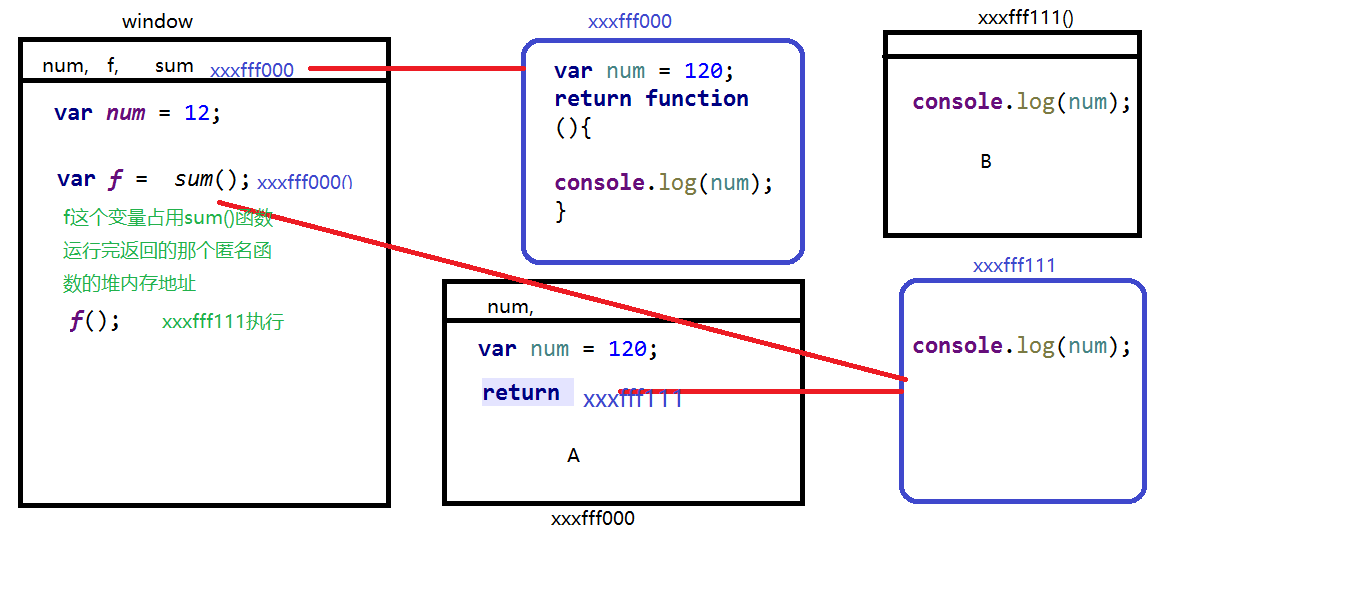 window
num, f, sum xxxfff000
var num = 12;
var f = sum(); xxxfff000()
f这个变量占用sum()函数
运行完返回的那个匿名函
数的堆内存地址
f(); xxxfff111执行
xxxfff000
var num = 120;
return function
(){
console.log(num);
}
num,
var num = 120;
return xxxfff111
A
xxxfff000
xxxfff111()
console.log(num);
B
xxxfff111
console.log(num);